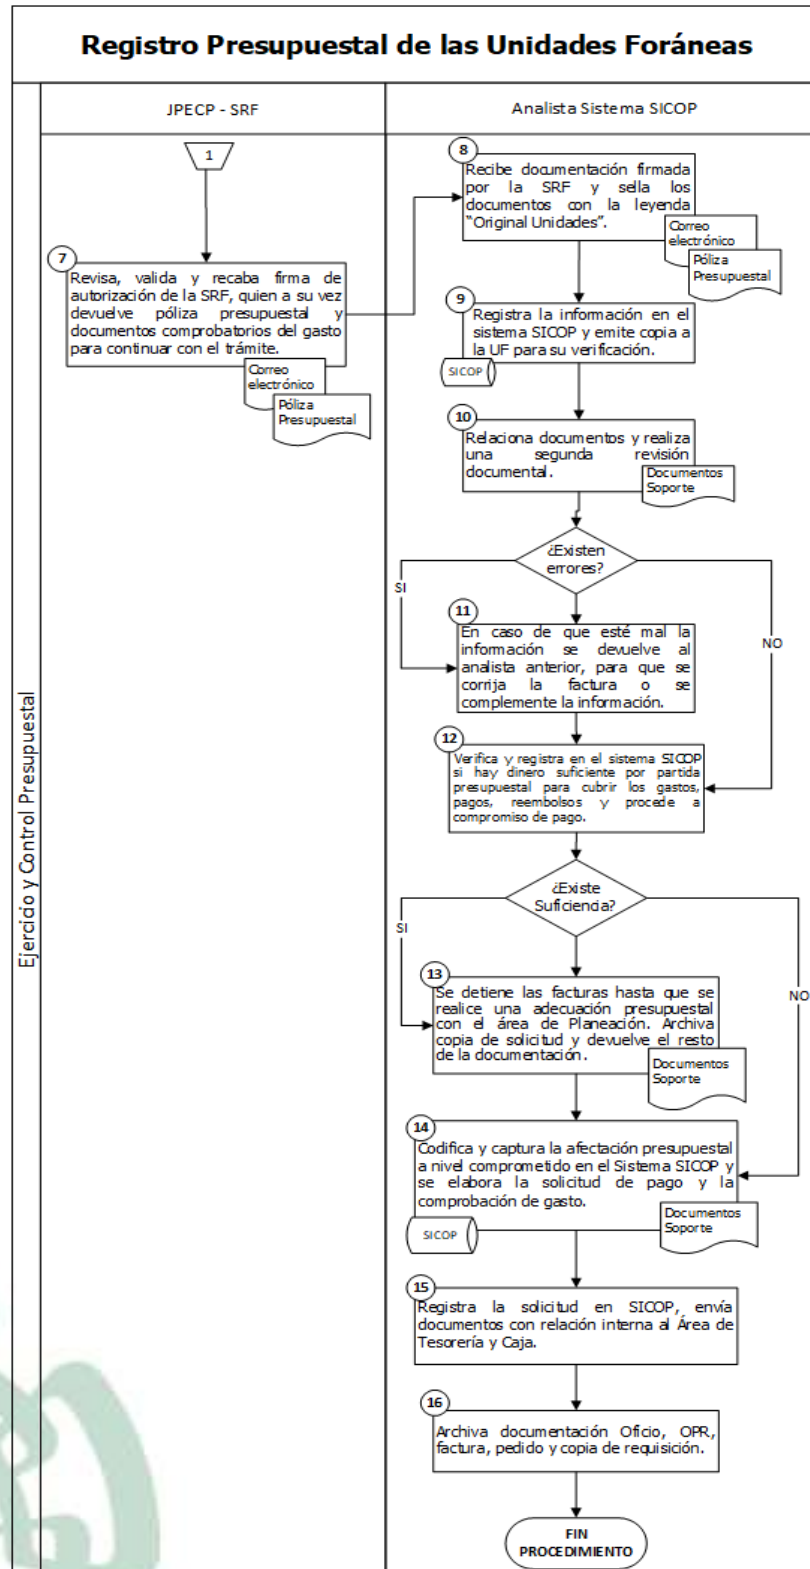 Registro Presupuestal de las Unidades Foráneas
JPECP - SRF
Analista Sistema SICOP
Ejercido y Control Presupuestal
1
7
Revisa, valida y recaba firma de
autorización de la SRF, quien a su vez
devuelve póliza presupuestal y
documentos comprobatorios del gasto
para continuar con el trámite.
Correo
electrónico
Póliza
Presupuestal
8
Recibe documentación firmada
por la SRF y sella los
documentos con la leyenda
“Original Unidades”.
Correo
electrónico
Póliza
Presupuestal
9
Registra la información en el
sistema SICOP y emite copia a
la UF para su verificación.
SICOP
10
Relaciona documentos y realiza
una segunda revisión
documental.
Documentos
Soporte
¿Existen
errores?
SI
NO
11
En caso de que esté mal la
información se devuelve al
analista anterior, para que se
corrija la factura o se
complemente la información.
12
Verifica y registra en el sistema SICOP
si hay dinero suficiente por partida
presupuestal para cubrir los gastos,
pagos, reembolsos y procede a
compromiso de pago.
¿Existe
Suficiencia?
SI
NO
13
Se detiene las facturas hasta que se
realice una adecuación presupuestal
con el área de Planeación. Archiva
copia de solicitud y devuelve el resto
de la documentación.
Documentos
Soporte
14
Codifica y captura la afectación presupuestal
a nivel comprometido en el Sistema SICOP y
se elabora la solicitud de pago y la
comprobación de gasto.
SICOP
Documentos
Soporte
15
Registra la solicitud en SICOP, envía
documentos con relación interna al Área de
Tesorería y Caja.
16
Archiva documentación Oficio, OPR,
factura, pedido y copia de requisición.
FIN
PROCEDIMIENTO